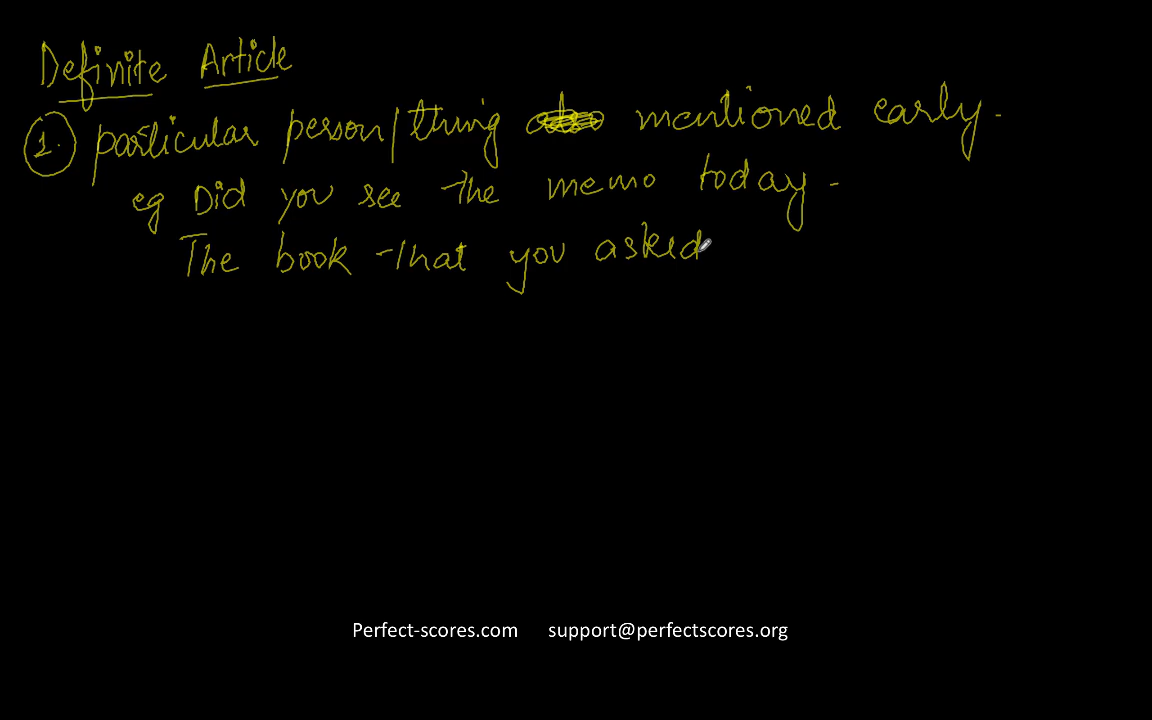 Definite Article
1. particular person/thing mentioned early.
eg Did you see the memo today.
The book that you asked
Perfect-scores.com support@perfectscores.org